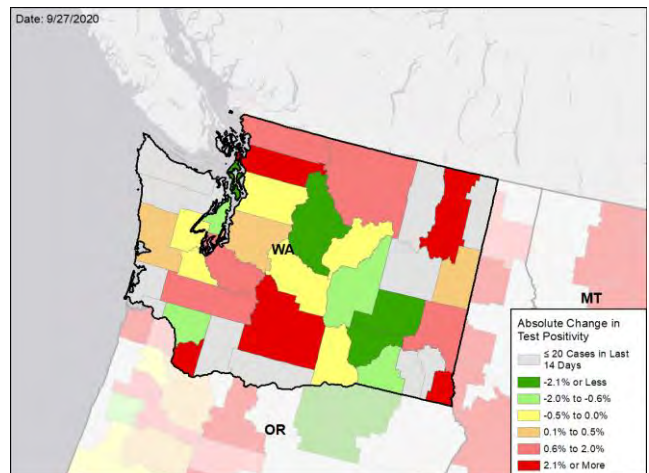 Date: 9/27/2020
WA
MT
OR
Absolute Change in
Test Positivity
≤ 20 Cases in Last
14 Days
-2.1% or Less
-2.0% to -0.6%
-0.5% to 0.0%
0.1% to 0.5%
0.6% to 2.0%
2.1% or More